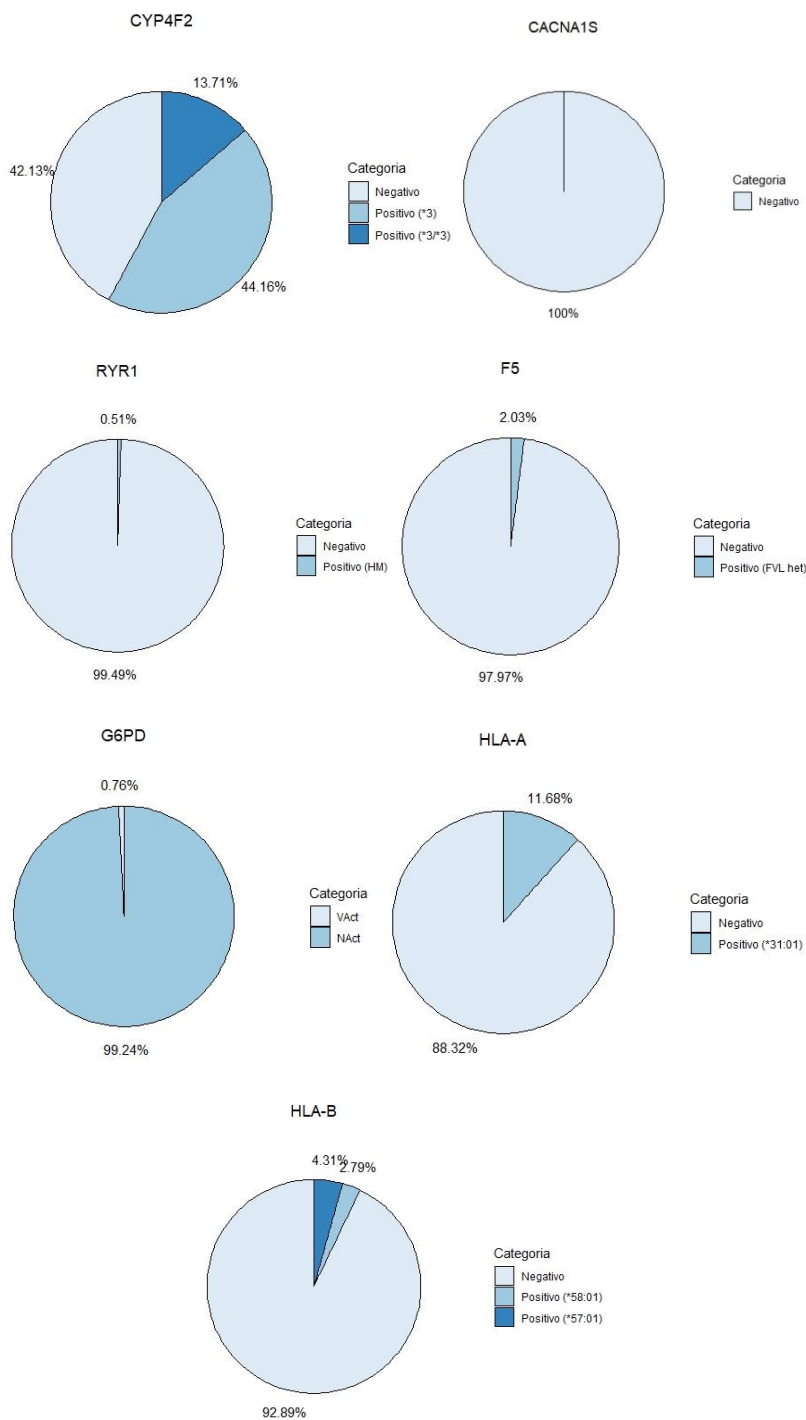 CYP4F2
13.71%
42.13%
44.16%
Categoria
Negativo
Positivo (*3)
Positivo (*3/*3)
CACNA1S
100%
Categoria
Negativo
RYR1
0.51%
99.49%
Categoria
Negativo
Positivo (HM)
F5
2.03%
97.97%
Categoria
Negativo
Positivo (FVL het)
G6PD
0.76%
99.24%
Categoria
VAct
NAct
HLA-A
11.68%
88.32%
Categoria
Negativo
Positivo (*31:01)
HLA-B
4.31%
2.79%
92.89%
Categoria
Negativo
Positivo (*58:01)
Positivo (*57:01)